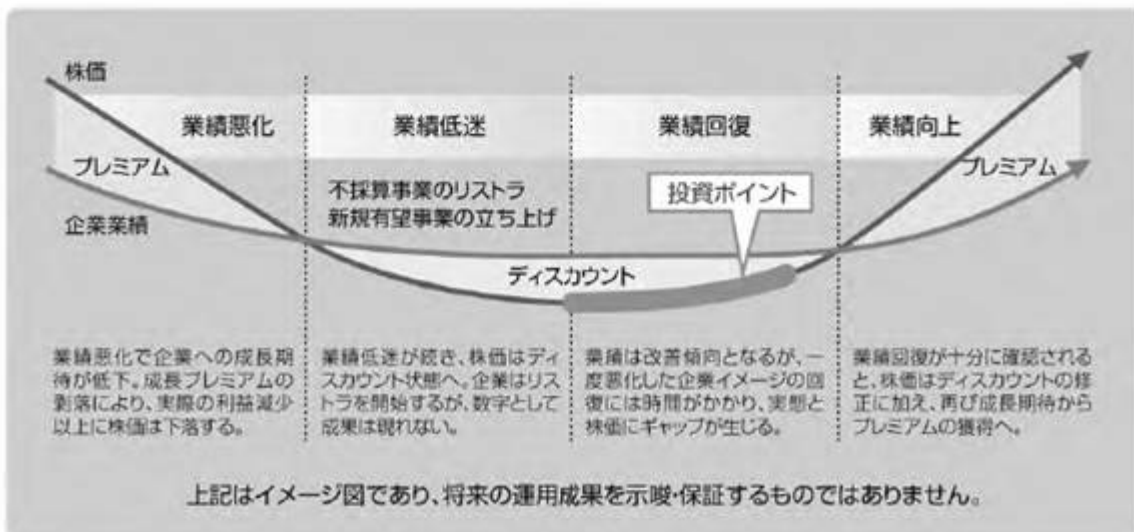 株価
業績悪化
業績低迷
業績回復
業績向上
プレミアム
プレミアム
企業業績
不採算事業のリストラ
新規有望事業の立ち上げ
投資ポイント
ディスカウント
業績悪化で企業への成長期
待が低下。成長プレミアムの
剥落により、実際の利益減少
以上に株価は下落する。
業績低迷が続き、株価はディ
スカウント状態へ。企業はリス
トラを開始するが、数字として
成果は現れない。
業績は改善傾向となるが、一
度悪化した企業イメージの回
復には時間がかかり、実態と
株価にギャップが生じる。
業績回復が十分に確認される
と、株価はディスカウントの修
正に加え、再び成長期待から
プレミアムの獲得へ。
上記はイメージ図であり、将来の運用成果を示唆・保証するものではありません。